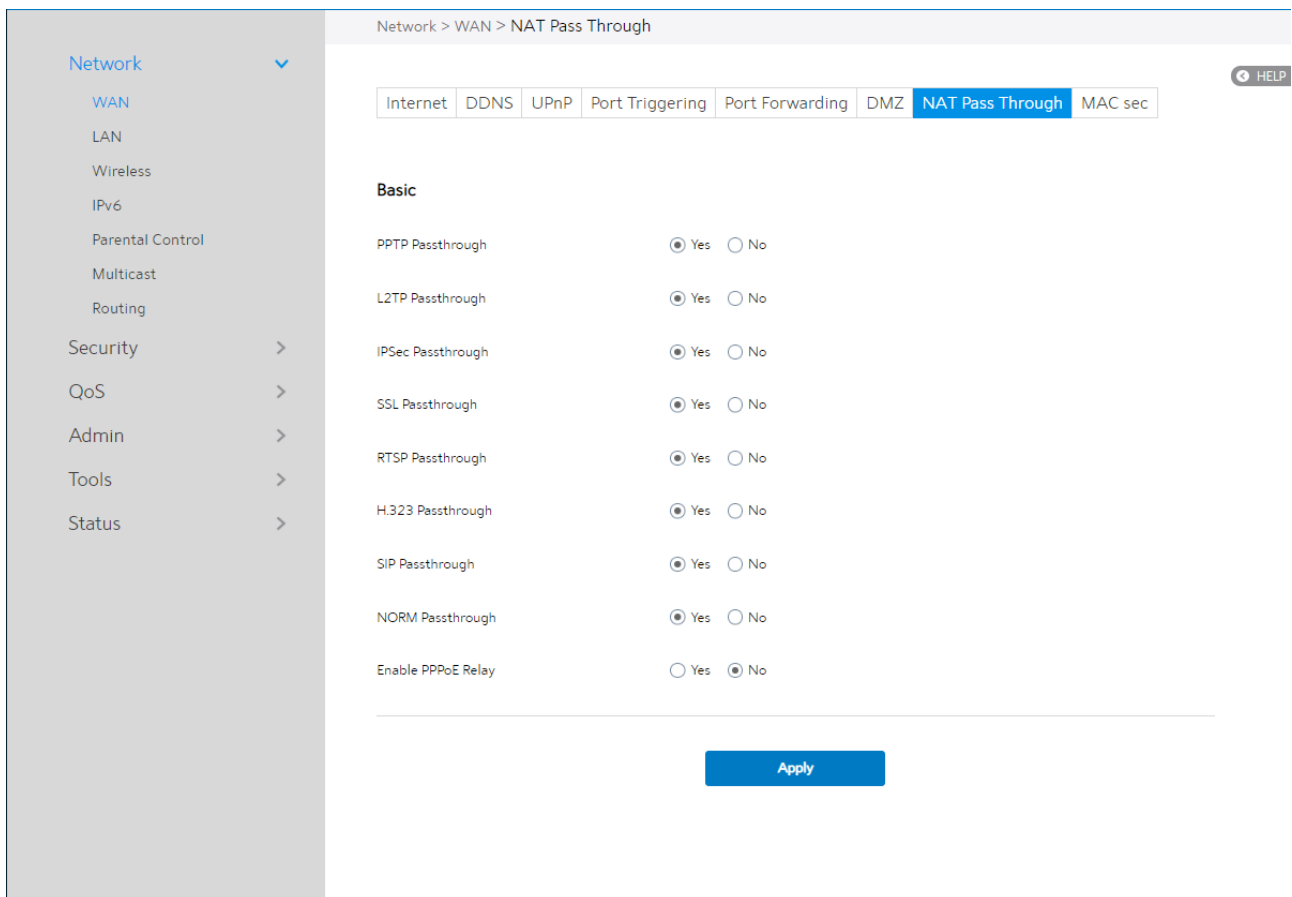 Network > WAN > NAT Pass Through
Network
WAN
LAN
Wireless
IPv6
Parental Control
Multicast
Routing
Security
QoS
Admin
Tools
Status
HELP
Internet DDNS UPnP Port Triggering Port Forwarding DMZ NAT Pass Through MAC sec
Basic
PPTP Passthrough Yes No
L2TP Passthrough Yes No
IPSec Passthrough Yes No
SSL Passthrough Yes No
RTSP Passthrough Yes No
H.323 Passthrough Yes No
SIP Passthrough Yes No
NORM Passthrough Yes No
Enable PPPoE Relay Yes No
Apply